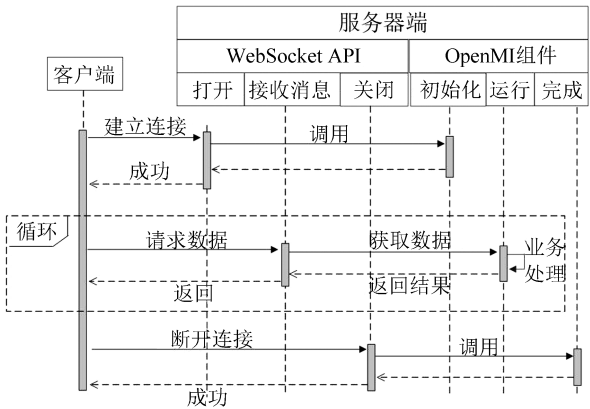 服务器端
WebSocket API
OpenMI组件
客户端
打开
接收消息
关闭
初始化
运行
完成
建立连接
调用
成功
循环
请求数据
获取数据
业务
处理
返回
返回结果
断开连接
调用
成功